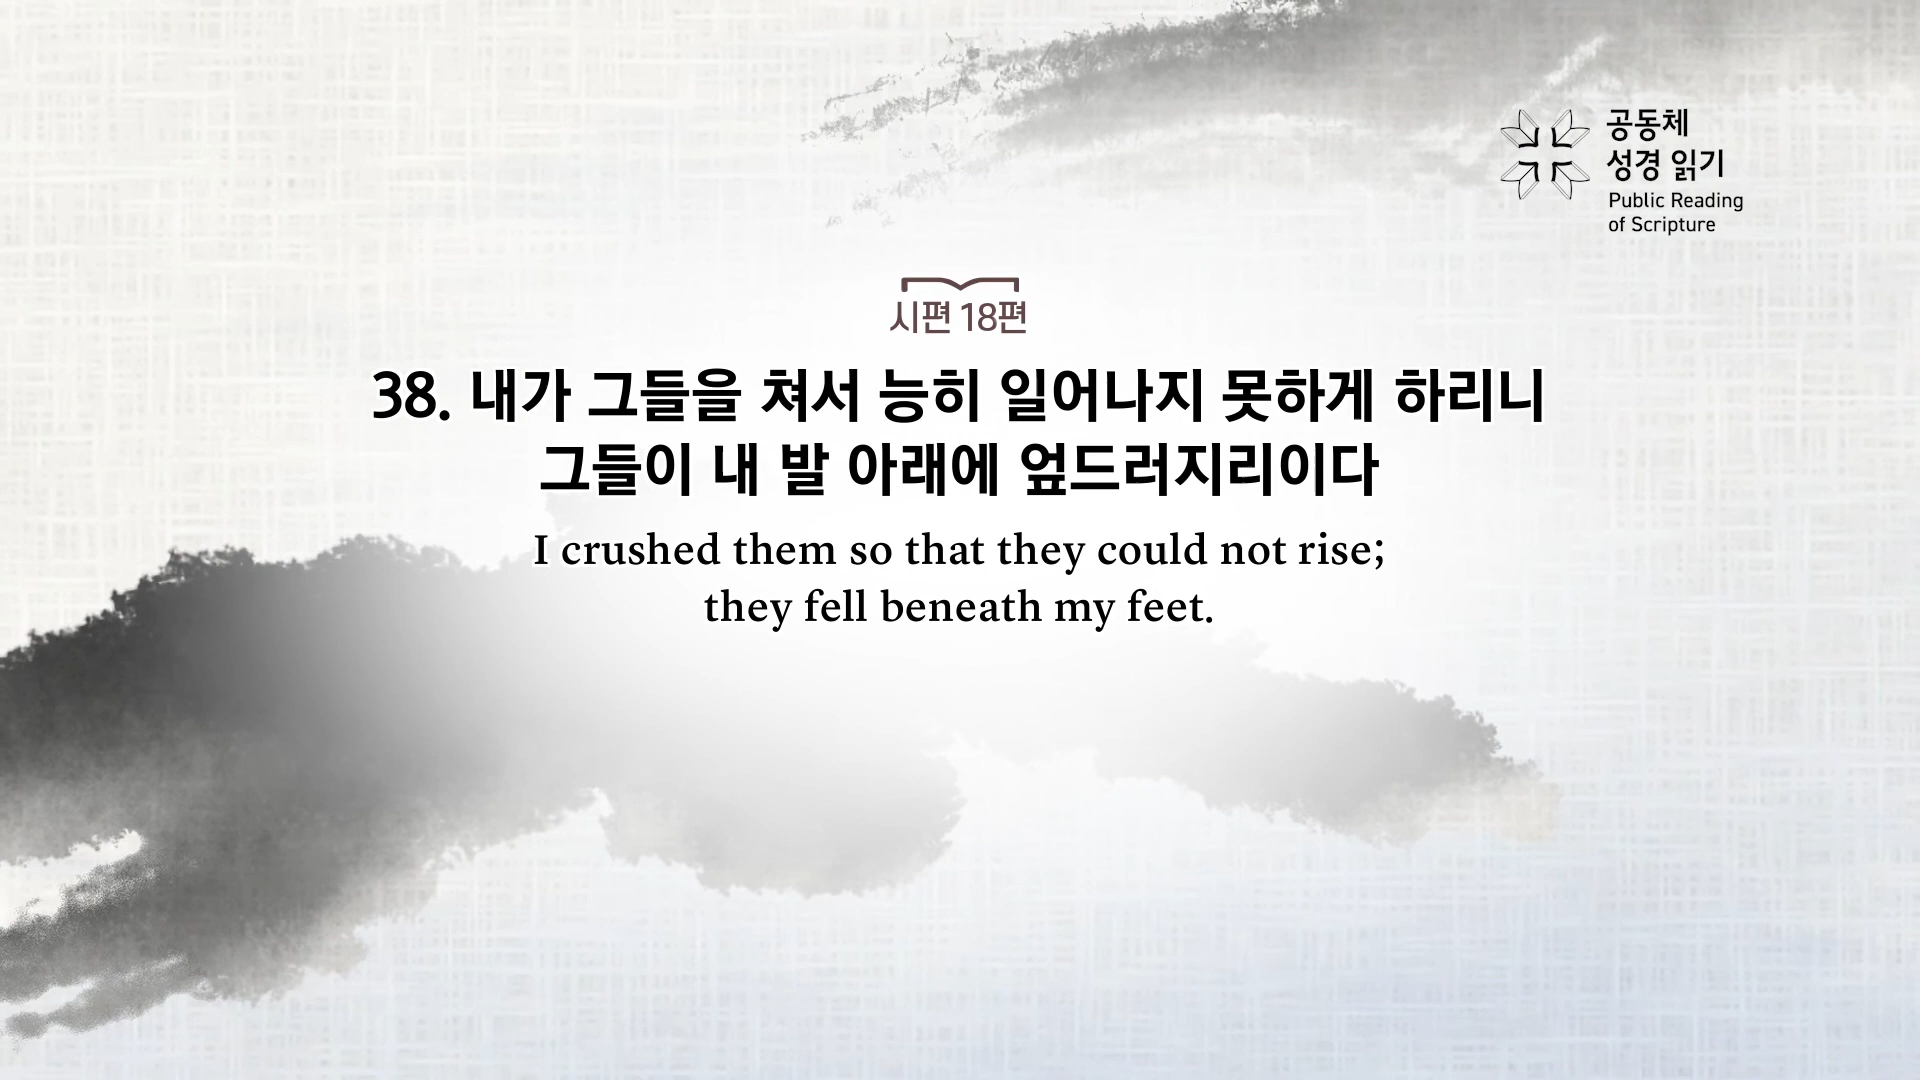 공동체
성경 읽기
Public Reading
of Scripture
시편 18편
38. 내가 그들을 쳐서 능히 일어나지 못하게 하리니
그들이 내 발 아래에 엎드러지리이다
I crushed them so that they could not rise;
they fell beneath my feet.